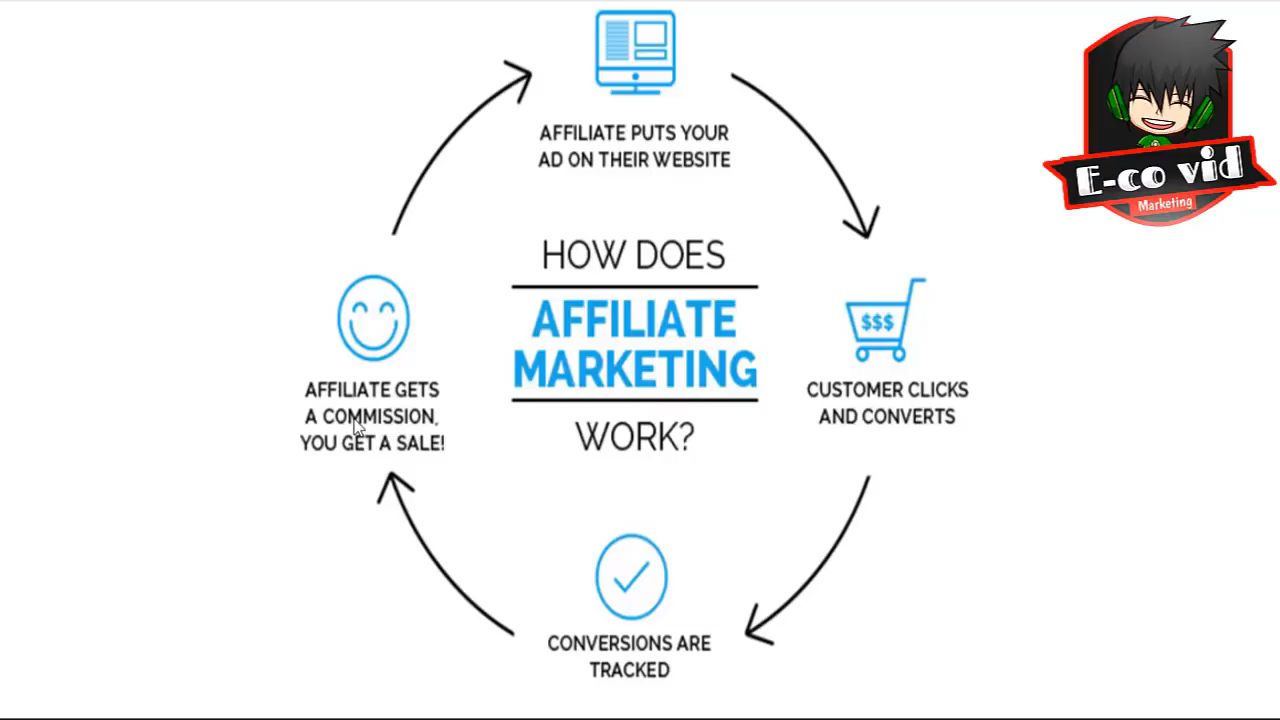 AFFILIATE PUTS YOUR
AD ON THEIR WEBSITE
E-co vid
Marketing
HOW DOES
AFFILIATE
MARKETING
WORK?
$$$
CUSTOMER CLICKS
AND CONVERTS
CONVERSIONS ARE
TRACKED
AFFILIATE GETS
A COMMISSION,
YOU GET A SALE!